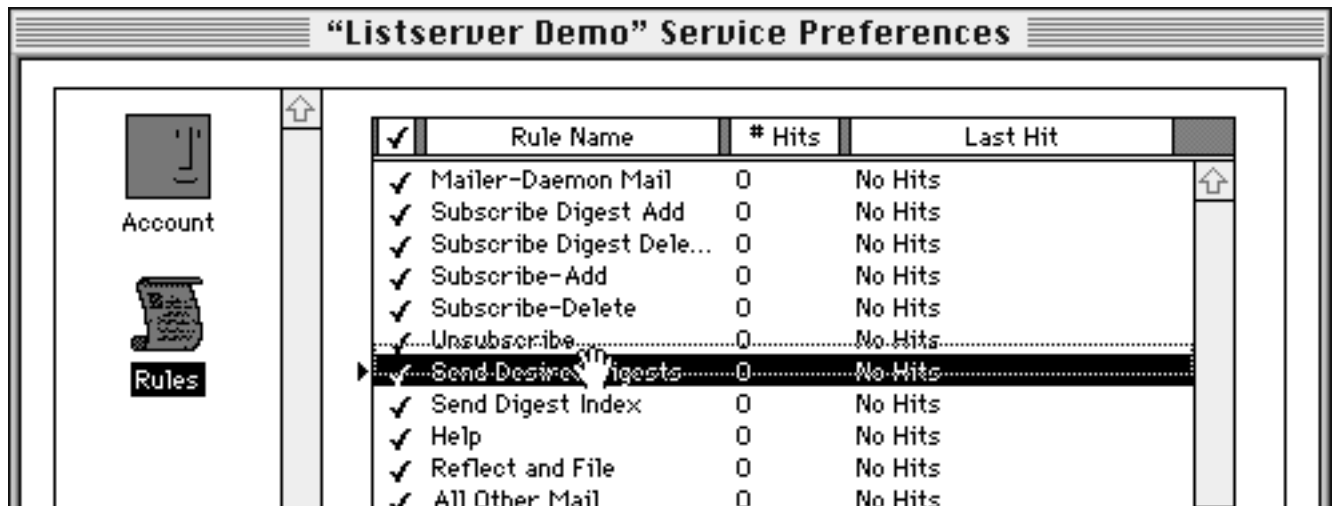 “Listserver Demo” Service Preferences
Account
Rules
✓ Rule Name # Hits Last Hit
✓ Mailer-Daemon Mail 0 No Hits
✓ Subscribe Digest Add 0 No Hits
✓ Subscribe Digest Dele... 0 No Hits
✓ Subscribe-Add 0 No Hits
✓ Subscribe-Delete 0 No Hits
✓ Unsubscribe 0 No Hits
✓ Send Desired Digests 0 No Hits
✓ Send Digest Index 0 No Hits
✓ Help 0 No Hits
✓ Reflect and File 0 No Hits
✓ All Other Mail 0 No Hits